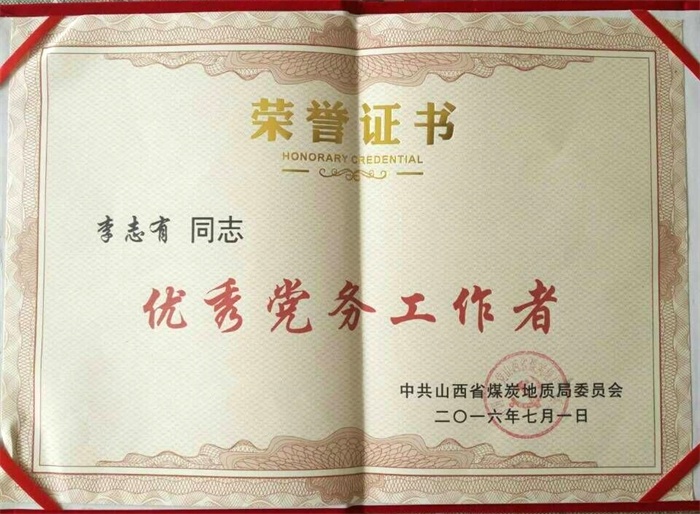 荣誉证书
HONORARY CREDENTIAL
李志有 同志
优秀党务工作者
中共山西省煤炭地质局委员会
二〇一六年七月一日